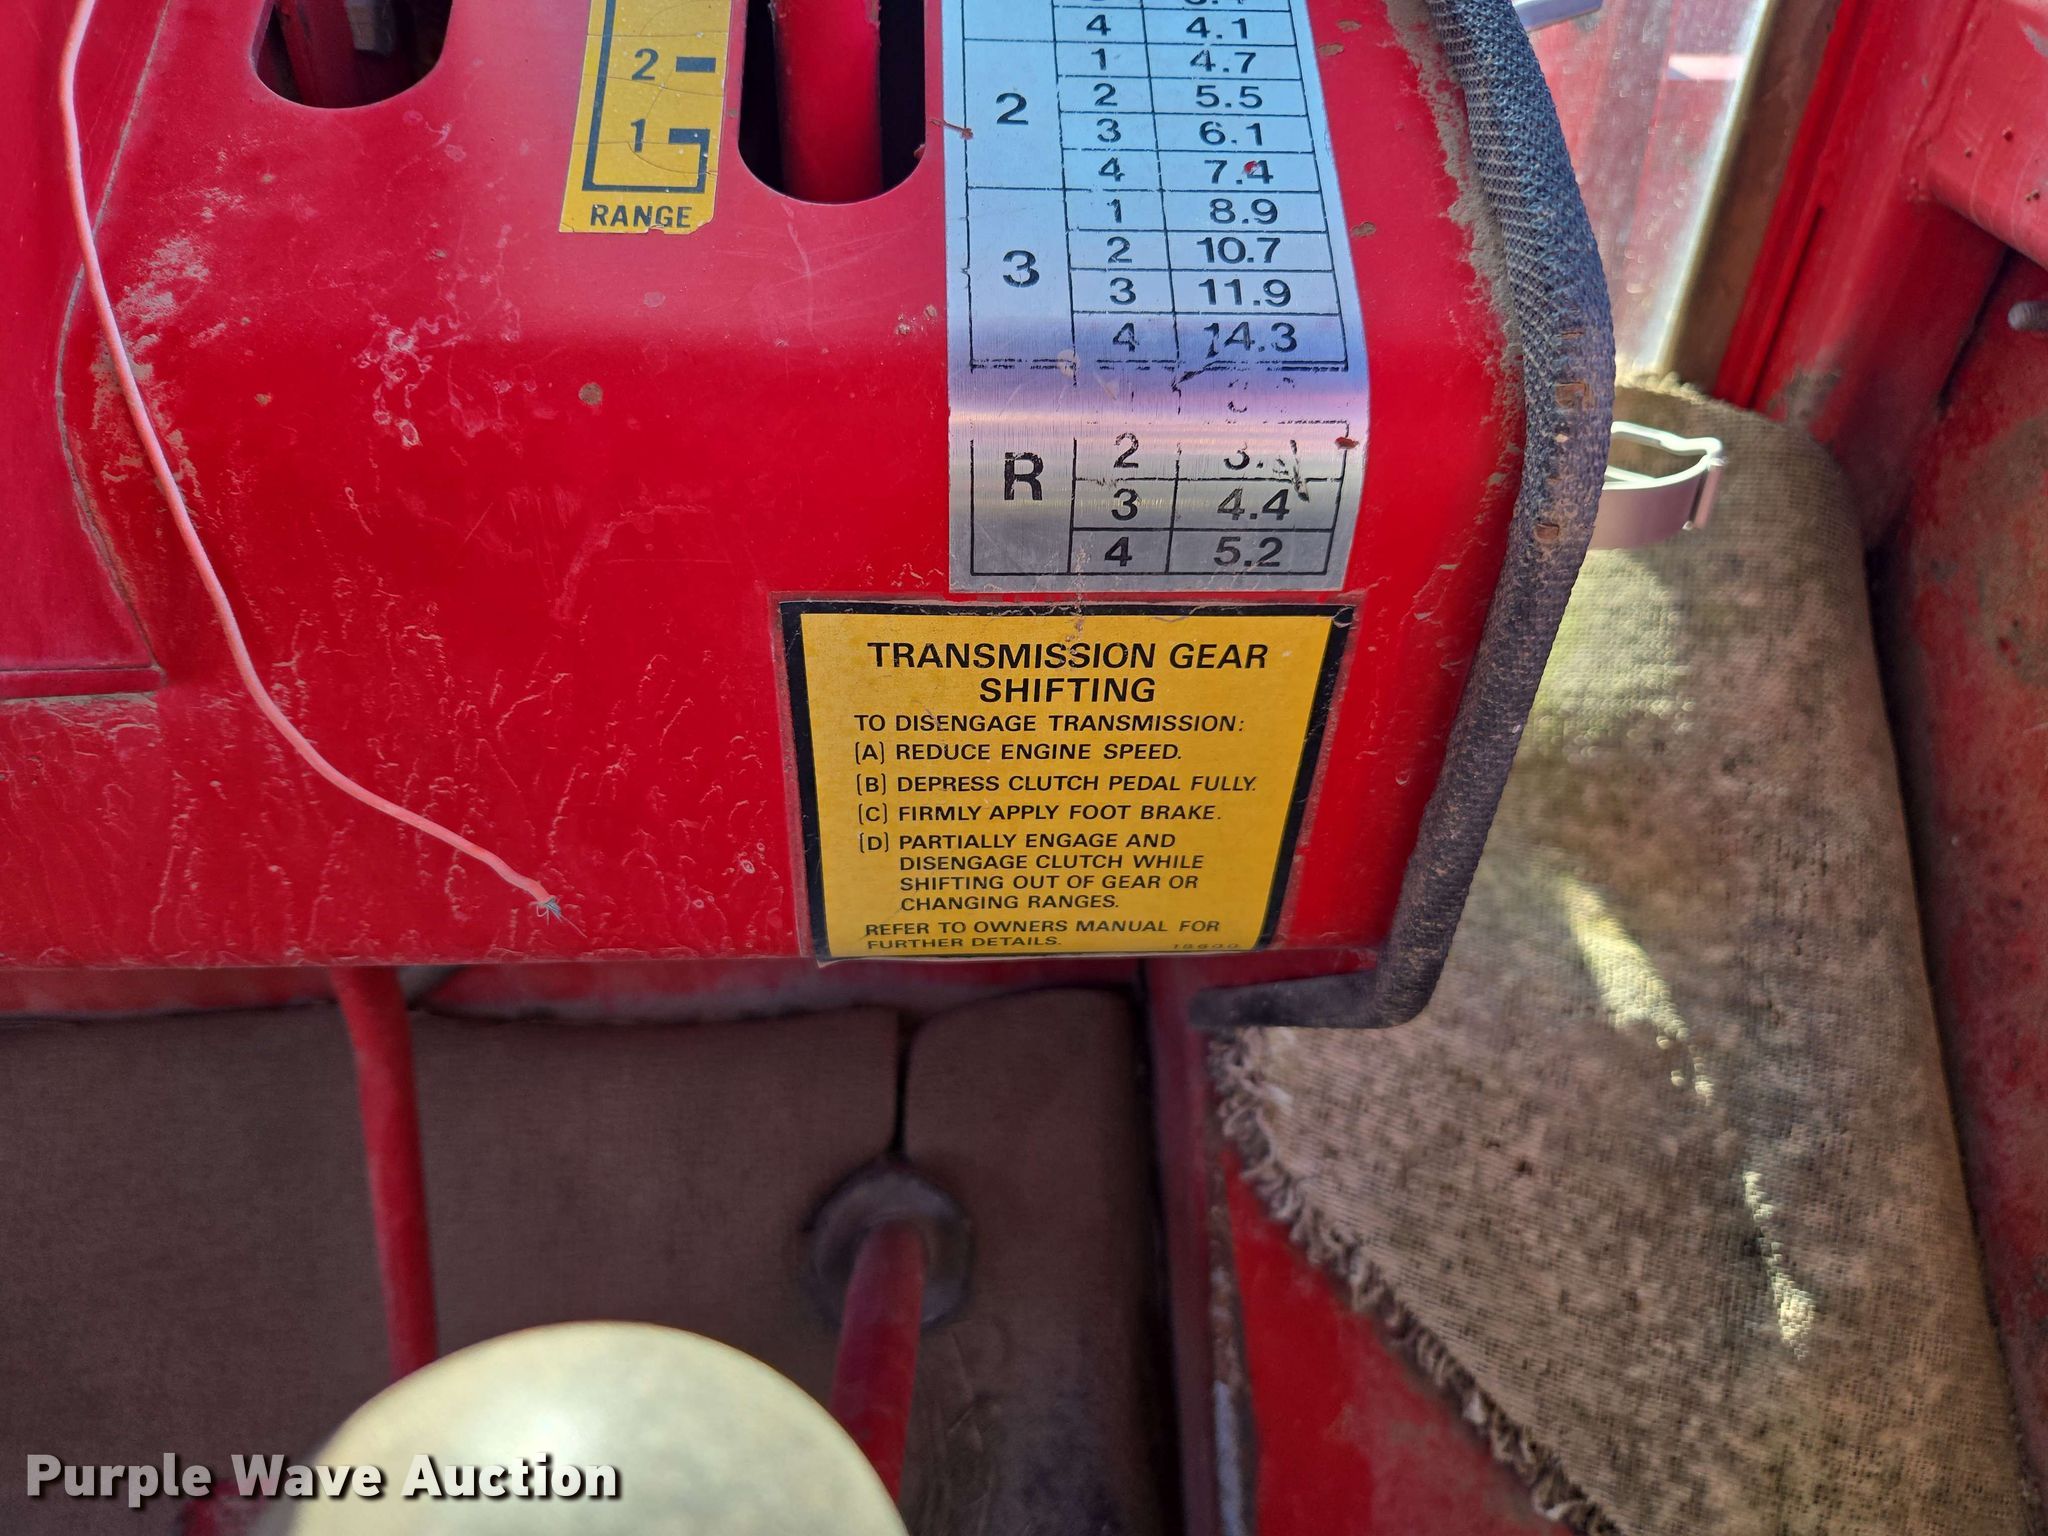 2
1
RANGE
4 4.1
2 1 4.7
2 5.5
3 6.1
4 7.4
3 1 8.9
2 10.7
3 11.9
4 14.3
R 2
3 4.4
4 5.2
TRANSMISSION GEAR
SHIFTING
TO DISENGAGE TRANSMISSION:
(A) REDUCE ENGINE SPEED.
(B) DEPRESS CLUTCH PEDAL FULLY.
(C) FIRMLY APPLY FOOT BRAKE.
(D) PARTIALLY ENGAGE AND
DISENGAGE CLUTCH WHILE
SHIFTING OUT OF GEAR OR
CHANGING RANGES.
REFER TO OWNERS MANUAL FOR
FURTHER DETAILS.
Purple Wave Auction